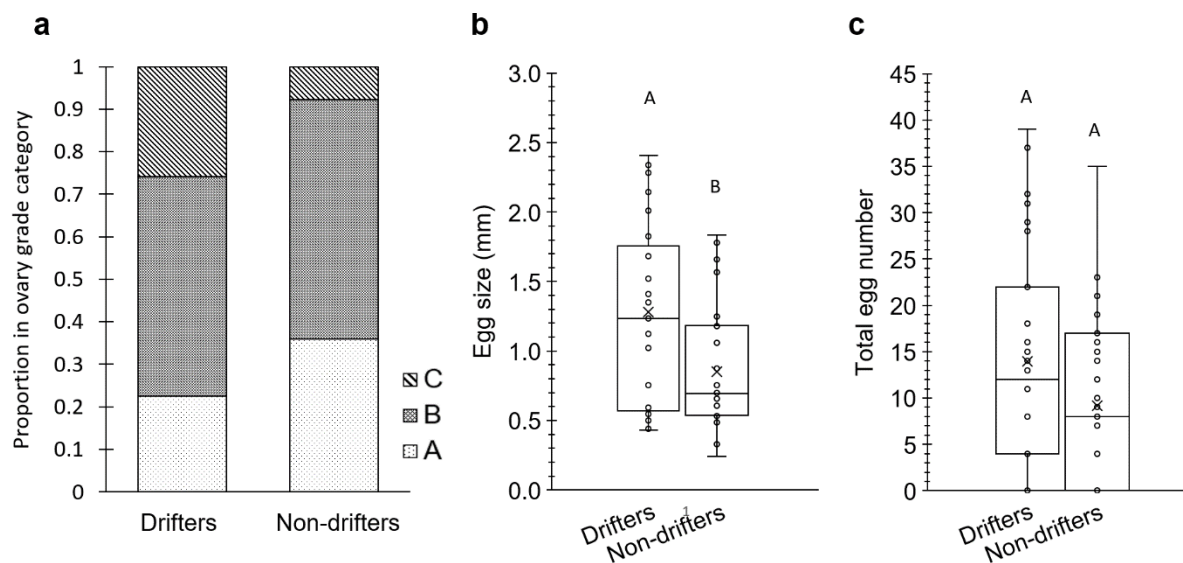 a
b
c
Proportion in ovary grade category
1
0.9
0.8
0.7
0.6
0.5
0.4
0.3
0.2
0.1
0
Drifters
Non-drifters
C
B
A
Egg size (mm)
3.0
2.5
2.0
1.5
1.0
0.5
0.0
A
B
Drifters
1
Non-drifters
Total egg number
45
40
35
30
25
20
15
10
5
0
A
A
Drifters
Non-drifters